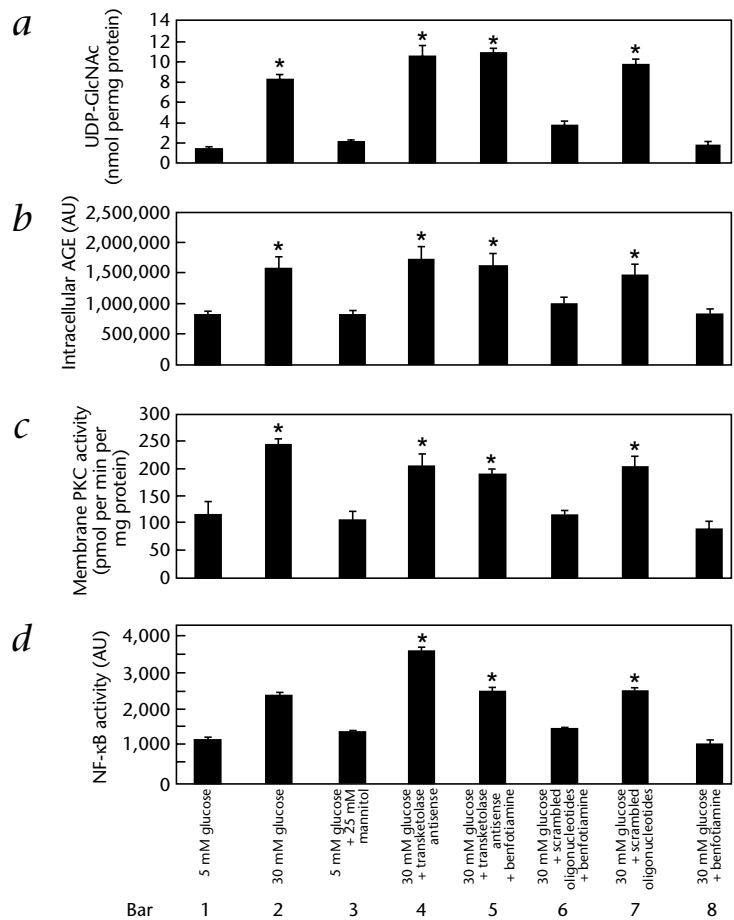 a
UDP-GlcNAc
(nmol permg protein)
14
12
10
8
6
4
2
0
*
*
*
*
b
Intracellular AGE (AU)
2,500,000
2,000,000
1,500,000
1,000,000
500,000
0
*
*
*
*
c
Membrane PKC activity
(pmol per min per
mg protein)
300
250
200
150
100
50
0
*
*
*
*
d
NF-κB activity (AU)
4,000
3,000
2,000
1,000
0
*
*
*
5 mM glucose
30 mM glucose
5 mM glucose
+ 25 mM
mannitol
30 mM glucose
+ transketolase
antisense
30 mM glucose
+ transketolase
antisense
+ benfotiamine
30 mM glucose
+ scrambled
oligonucleotides
+ benfotiamine
30 mM glucose
+ scrambled
oligonucleotides
30 mM glucose
+ benfotiamine
Bar 1 2 3 4 5 6 7 8